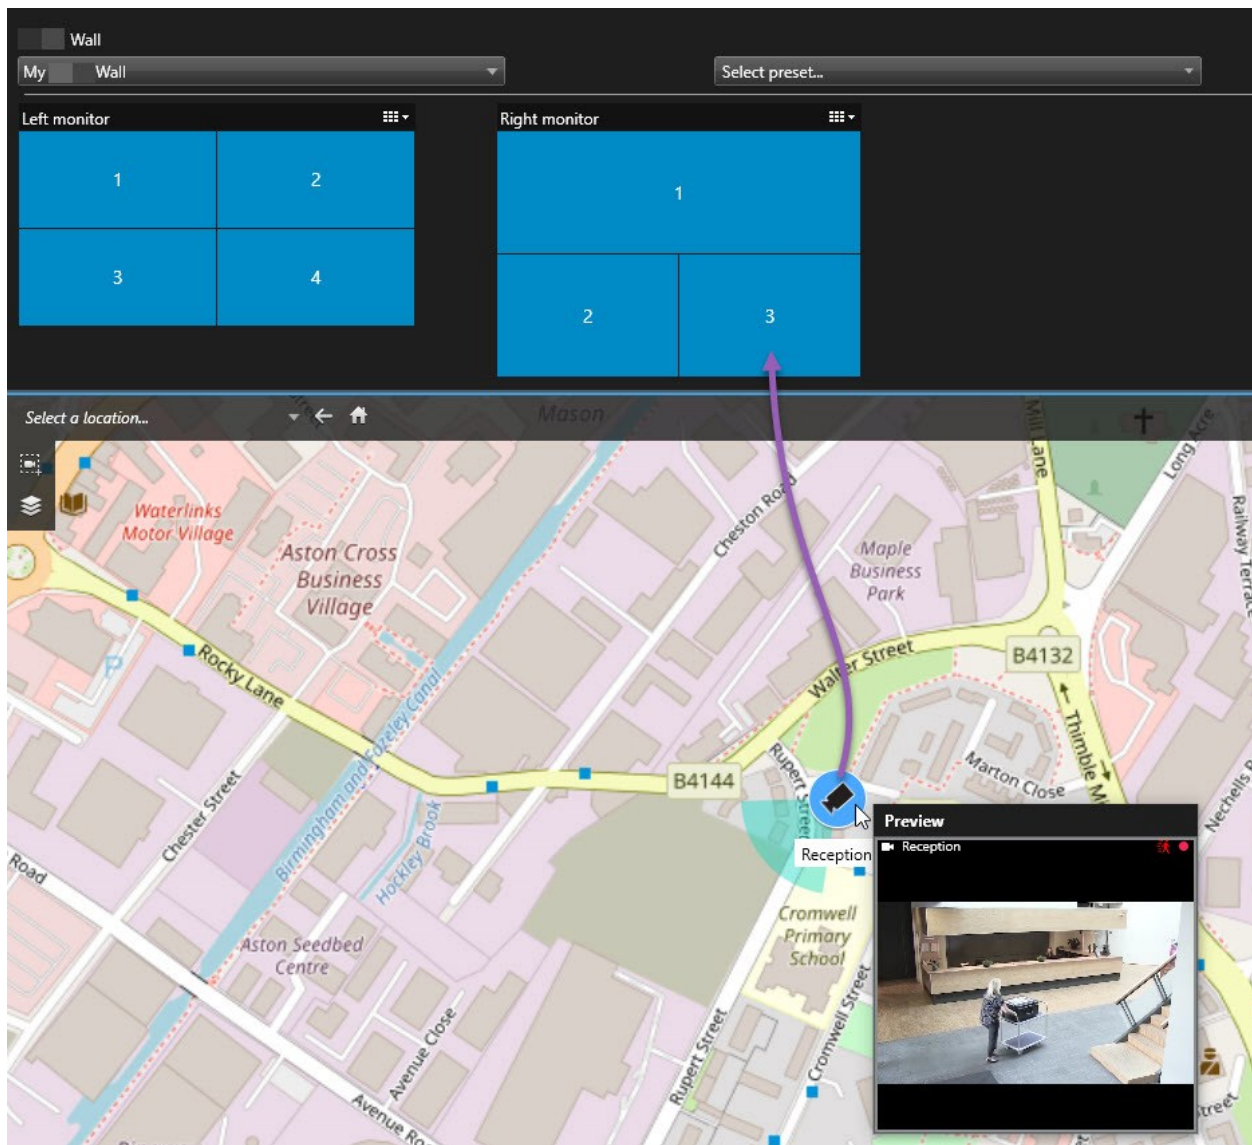 Wall
My Wall
Select preset...
Left monitor
Right monitor
1
2
3
4
1
2
3
Select a location...
Mason
Mill Lane
Long Acre
Railway Terrace
Waterlinks
Motor Village
Aston Cross
Business
Village
Cheston Road
Maple
Business
Park
P
Rocky Lane
Walter Street
B4132
Thimble Mi
Birmingham and Fazeley Canal
B4144
Rupert Street
Marton Close
Nechells
Chester Street
Hockley Brook
Reception
Preview
Reception
Road
Aston Seedbed
Centre
Cromwell
Primary
School
Avenue Close
Rupert Street
Cromwell Street
Avenue Ro
Street